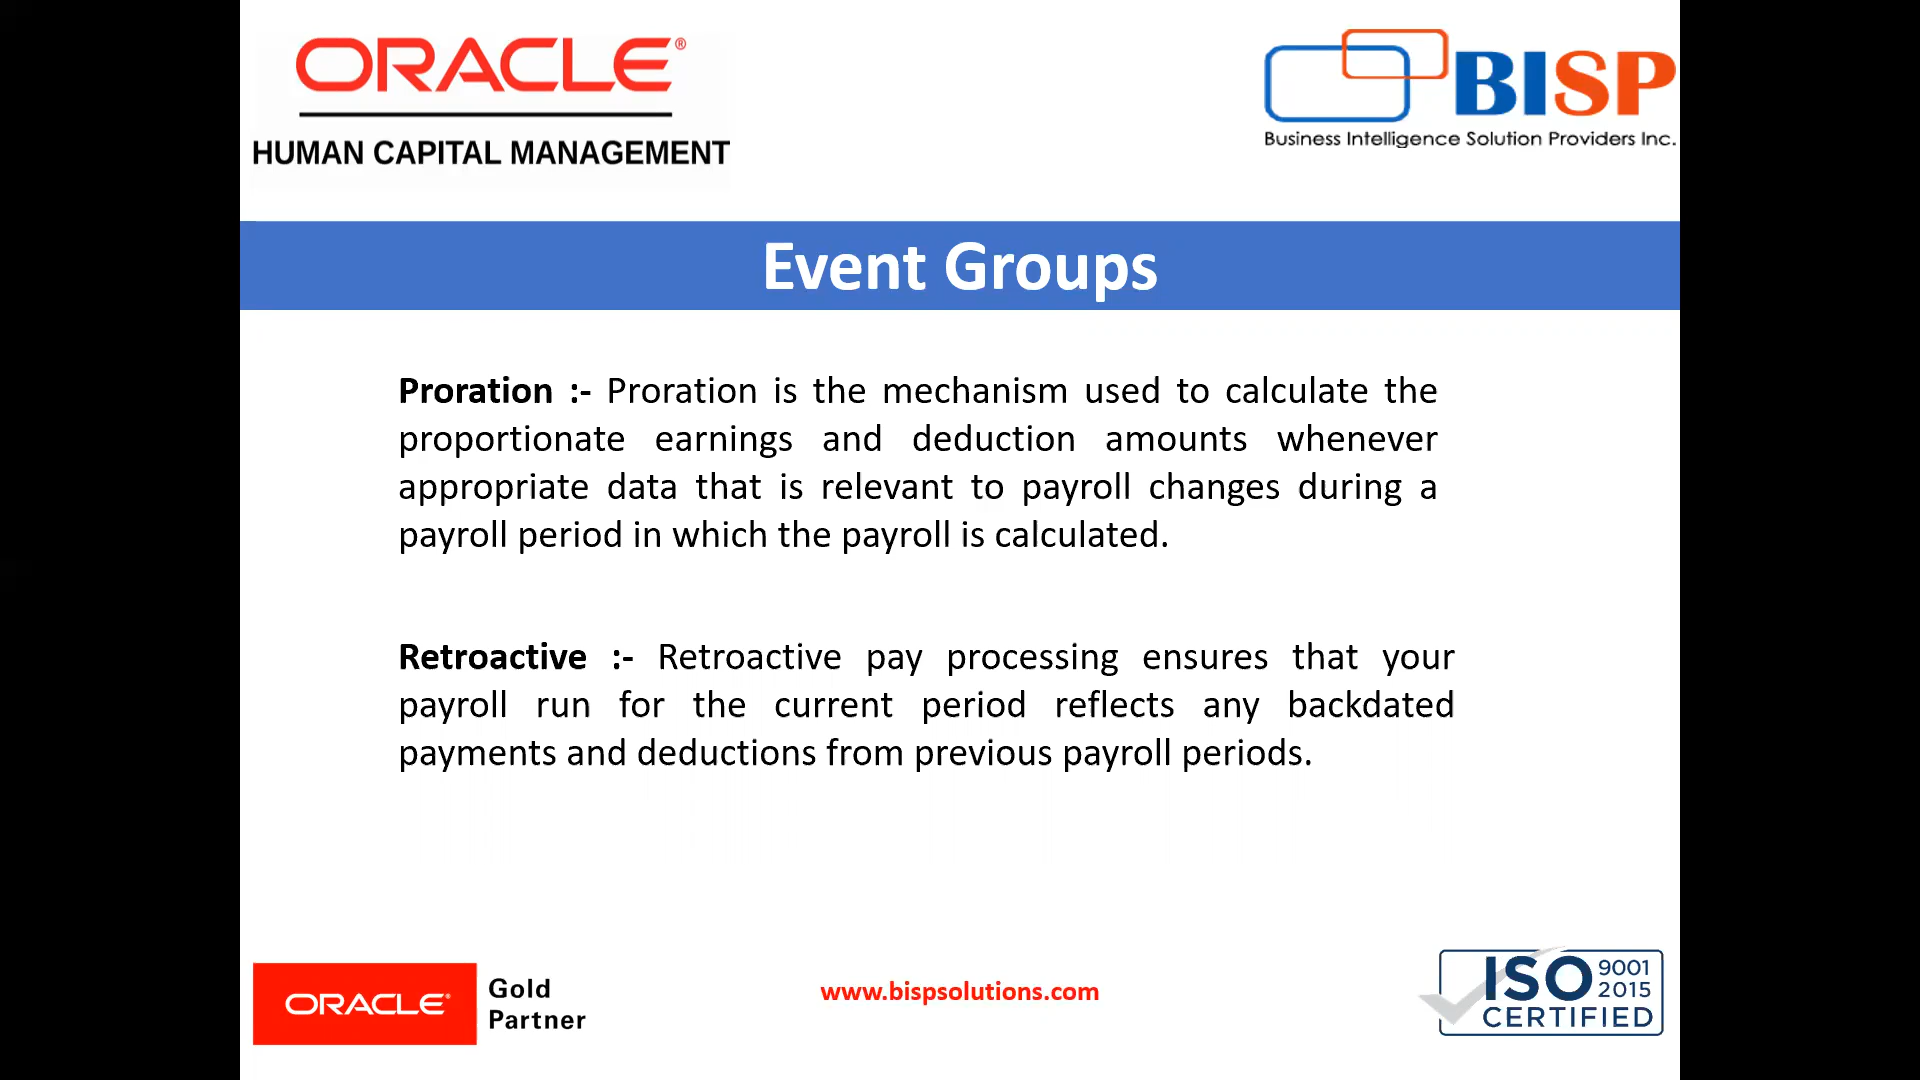 ORACLE®
HUMAN CAPITAL MANAGEMENT
BISP
Business Intelligence Solution Providers Inc.
Event Groups
Proration :- Proration is the mechanism used to calculate the
proportionate earnings and deduction amounts whenever
appropriate data that is relevant to payroll changes during a
payroll period in which the payroll is calculated.
Retroactive :- Retroactive pay processing ensures that your
payroll run for the current period reflects any backdated
payments and deductions from previous payroll periods.
ORACLE®
Gold
Partner
www.bispsolutions.com
ISO 9001
2015
CERTIFIED